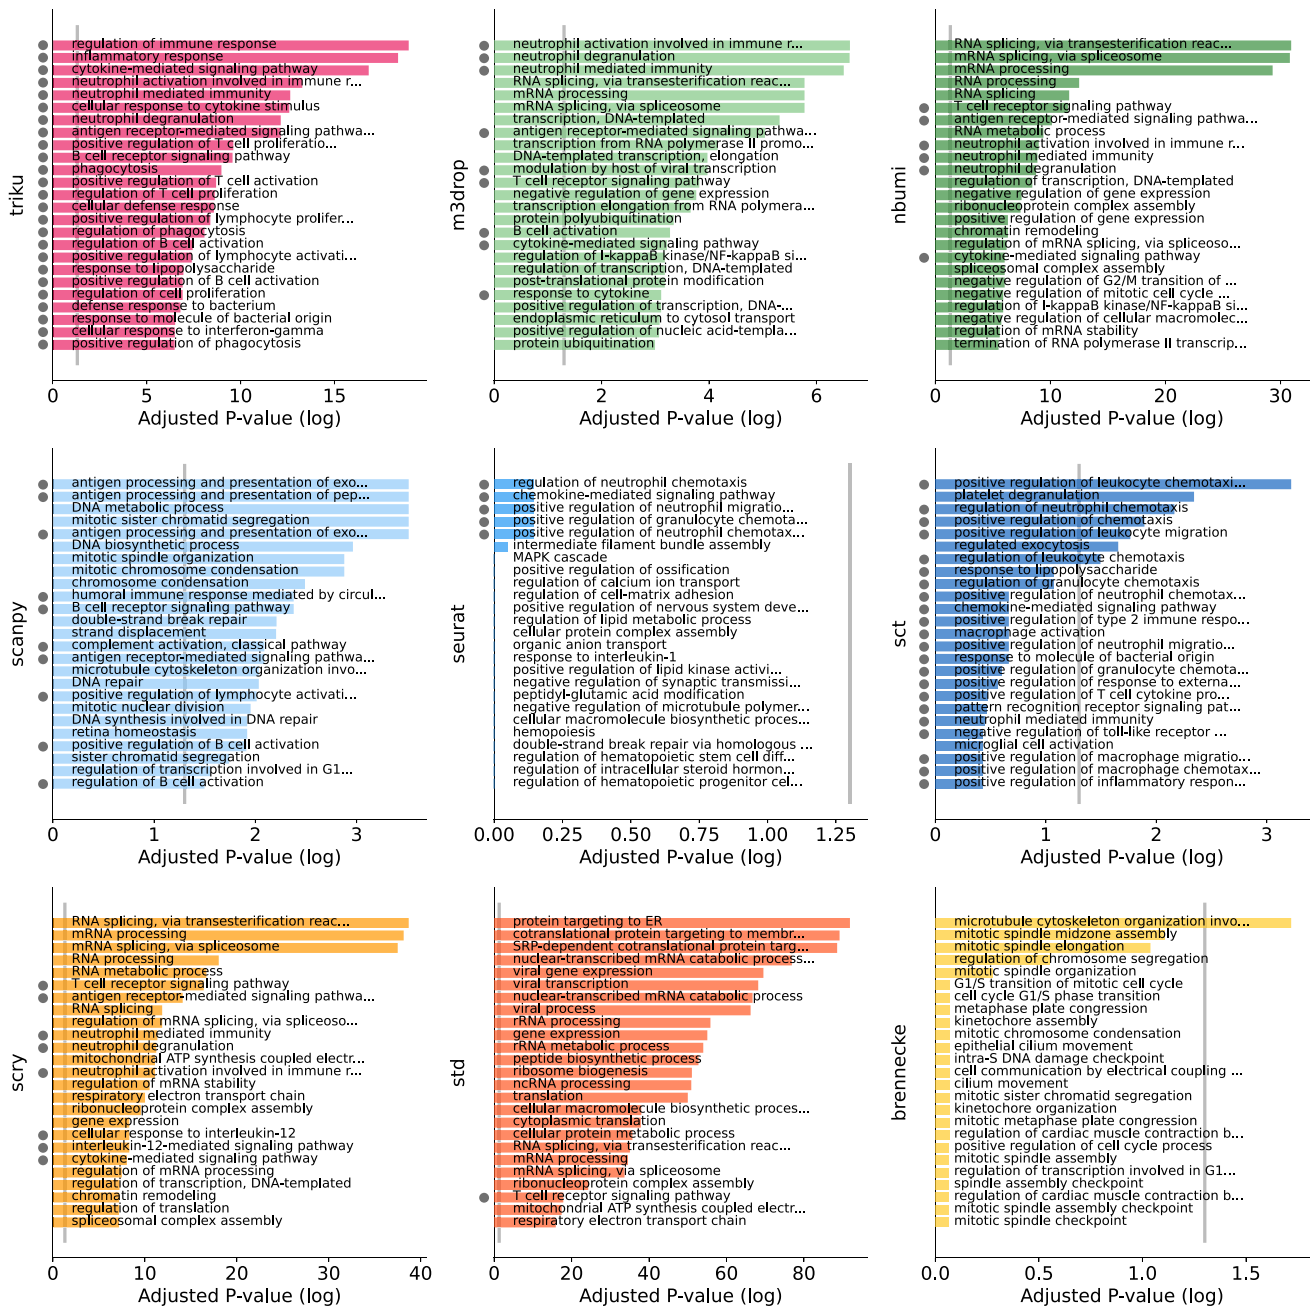 triku
regulation of immune response
inflammatory response
cytokine-mediated signaling pathway
neutrophil activation involved in immune r...
neutrophil mediated immunity
cellular response to cytokine stimulus
neutrophil degranulation
antigen receptor-mediated signaling pathwa...
positive regulation of T cell proliferatio...
B cell receptor signaling pathway
phagocytosis
positive regulation of T cell activation
regulation of T cell proliferation
cellular defense response
positive regulation of lymphocyte prolifer...
regulation of phagocytosis
regulation of B cell activation
positive regulation of lymphocyte activati...
response to lipopolysaccharide
positive regulation of B cell activation
regulation of cell proliferation
defense response to bacterium
response to molecule of bacterial origin
cellular response to interferon-gamma
positive regulation of phagocytosis
0 5 10 15
Adjusted P-value (log)
m3drop
neutrophil activation involved in immune r...
neutrophil degranulation
neutrophil mediated immunity
RNA splicing, via transesterification reac...
mRNA processing
mRNA splicing, via spliceosome
transcription, DNA-templated
antigen receptor-mediated signaling pathwa...
transcription from RNA polymerase II promo...
DNA-templated transcription, elongation
modulation by host of viral transcription
T cell receptor signaling pathway
negative regulation of gene expression
transcription elongation from RNA polymera...
protein polyubiquitination
B cell activation
cytokine-mediated signaling pathway
regulation of I-kappaB kinase/NF-kappaB si...
regulation of transcription, DNA-templated
post-translational protein modification
response to cytokine
positive regulation of transcription, DNA-...
endoplasmic reticulum to cytosol transport
positive regulation of nucleic acid-templa...
protein ubiquitination
0 2 4 6
Adjusted P-value (log)
nbumi
RNA splicing, via transesterification reac...
mRNA splicing, via spliceosome
mRNA processing
RNA processing
RNA splicing
T cell receptor signaling pathway
antigen receptor-mediated signaling pathwa...
RNA metabolic process
neutrophil activation involved in immune r...
neutrophil mediated immunity
neutrophil degranulation
regulation of transcription, DNA-templated
negative regulation of gene expression
ribonucleoprotein complex assembly
positive regulation of gene expression
chromatin remodeling
regulation of mRNA splicing, via spliceoso...
cytokine-mediated signaling pathway
spliceosomal complex assembly
negative regulation of G2/M transition of ...
negative regulation of mitotic cell cycle ...
regulation of I-kappaB kinase/NF-kappaB si...
negative regulation of cellular macromolec...
regulation of mRNA stability
termination of RNA polymerase II transcrip...
0 10 20 30
Adjusted P-value (log)
scanpy
antigen processing and presentation of exo...
antigen processing and presentation of pep...
DNA metabolic process
mitotic sister chromatid segregation
antigen processing and presentation of exo...
DNA biosynthetic process
mitotic spindle organization
mitotic chromosome condensation
chromosome condensation
humoral immune response mediated by circul...
B cell receptor signaling pathway
double-strand break repair
strand displacement
complement activation, classical pathway
antigen receptor-mediated signaling pathwa...
microtubule cytoskeleton organization invo...
DNA repair
positive regulation of lymphocyte activati...
mitotic nuclear division
DNA synthesis involved in DNA repair
retina homeostasis
positive regulation of B cell activation
sister chromatid segregation
regulation of transcription involved in G1...
regulation of B cell activation
0 1 2 3
Adjusted P-value (log)
seurat
regulation of neutrophil chemotaxis
chemokine-mediated signaling pathway
positive regulation of neutrophil migratio...
positive regulation of granulocyte chemota...
positive regulation of neutrophil chemotax...
intermediate filament bundle assembly
MAPK cascade
positive regulation of ossification
regulation of calcium ion transport
regulation of cell-matrix adhesion
positive regulation of nervous system deve...
regulation of lipid metabolic process
cellular protein complex assembly
organic anion transport
response to interleukin-1
positive regulation of lipid kinase activi...
negative regulation of synaptic transmissi...
peptidyl-glutamic acid modification
negative regulation of microtubule polymer...
cellular macromolecule biosynthetic proces...
hemopoiesis
double-strand break repair via homologous ...
regulation of hematopoietic stem cell diff...
regulation of intracellular steroid hormon...
regulation of hematopoietic progenitor cel...
0.00 0.25 0.50 0.75 1.00 1.25
Adjusted P-value (log)
sct
positive regulation of leukocyte chemotaxi...
platelet degranulation
regulation of neutrophil chemotaxis
positive regulation of chemotaxis
positive regulation of leukocyte migration
regulated exocytosis
regulation of leukocyte chemotaxis
response to lipopolysaccharide
regulation of granulocyte chemotaxis
positive regulation of neutrophil chemotax...
chemokine-mediated signaling pathway
positive regulation of type 2 immune respo...
macrophage activation
positive regulation of neutrophil migratio...
response to molecule of bacterial origin
positive regulation of granulocyte chemota...
positive regulation of response to externa...
positive regulation of T cell cytokine pro...
pattern recognition receptor signaling pat...
neutrophil mediated immunity
negative regulation of toll-like receptor ...
microglial cell activation
positive regulation of macrophage migratio...
positive regulation of macrophage chemotax...
positive regulation of inflammatory respon...
0 1 2 3
Adjusted P-value (log)
scry
RNA splicing, via transesterification reac...
mRNA processing
mRNA splicing, via spliceosome
RNA processing
RNA metabolic process
T cell receptor signaling pathway
antigen receptor-mediated signaling pathwa...
RNA splicing
regulation of mRNA splicing, via spliceoso...
neutrophil mediated immunity
neutrophil degranulation
mitochondrial ATP synthesis coupled electr...
neutrophil activation involved in immune r...
regulation of mRNA stability
respiratory electron transport chain
ribonucleoprotein complex assembly
gene expression
cellular response to interleukin-12
interleukin-12-mediated signaling pathway
cytokine-mediated signaling pathway
regulation of mRNA processing
regulation of transcription, DNA-templated
chromatin remodeling
regulation of translation
spliceosomal complex assembly
0 10 20 30 40
Adjusted P-value (log)
std
protein targeting to ER
cotranslational protein targeting to membr...
SRP-dependent cotranslational protein targ...
nuclear-transcribed mRNA catabolic process...
viral gene expression
viral transcription
nuclear-transcribed mRNA catabolic process
viral process
rRNA processing
gene expression
rRNA metabolic process
peptide biosynthetic process
ribosome biogenesis
ncRNA processing
translation
cellular macromolecule biosynthetic proces...
cytoplasmic translation
cellular protein metabolic process
RNA splicing, via transesterification reac...
mRNA processing
mRNA splicing, via spliceosome
ribonucleoprotein complex assembly
T cell receptor signaling pathway
mitochondrial ATP synthesis coupled electr...
respiratory electron transport chain
0 20 40 60 80
Adjusted P-value (log)
brennecke
microtubule cytoskeleton organization invo...
mitotic spindle midzone assembly
mitotic spindle elongation
regulation of chromosome segregation
mitotic spindle organization
G1/S transition of mitotic cell cycle
cell cycle G1/S phase transition
metaphase plate congression
kinetochore assembly
mitotic chromosome condensation
epithelial cilium movement
intra-S DNA damage checkpoint
cell communication by electrical coupling ...
cilium movement
mitotic sister chromatid segregation
kinetochore organization
mitotic metaphase plate congression
regulation of cardiac muscle contraction b...
positive regulation of cell cycle process
mitotic spindle assembly
regulation of transcription involved in G1...
spindle assembly checkpoint
regulation of cardiac muscle contraction b...
mitotic spindle assembly checkpoint
mitotic spindle checkpoint
0.0 0.5 1.0 1.5
Adjusted P-value (log)